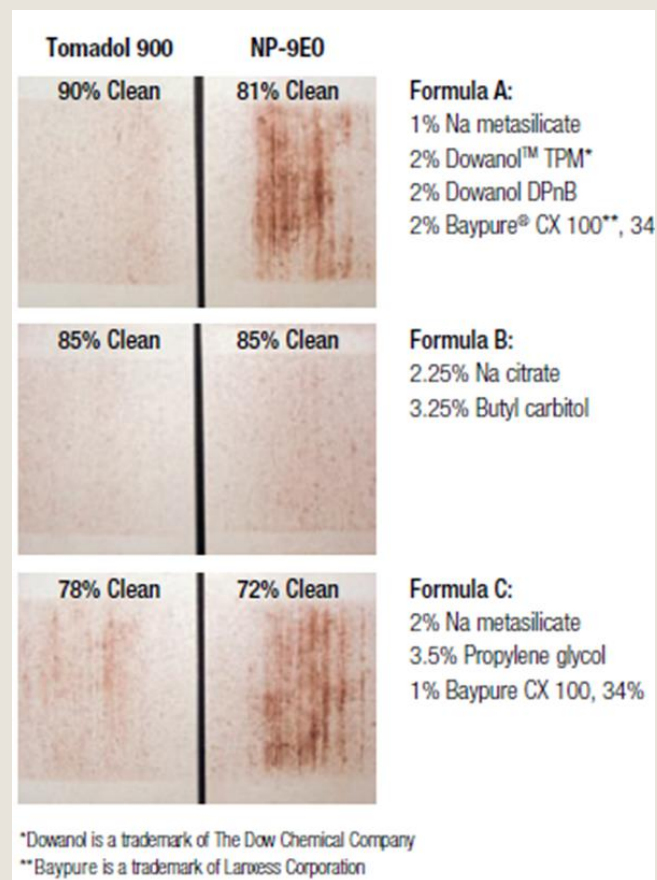 Tomadol 900 NP-9EO
90% Clean 81% Clean
Formula A:
1% Na metasilicate
2% Dowanol™ TPM*
2% Dowanol DPnB
2% Baypure® CX 100**, 34
85% Clean 85% Clean
Formula B:
2.25% Na citrate
3.25% Butyl carbitol
78% Clean 72% Clean
Formula C:
2% Na metasilicate
3.5% Propylene glycol
1% Baypure CX 100, 34%
*Dowanol is a trademark of The Dow Chemical Company
**Baypure is a trademark of Lanxess Corporation